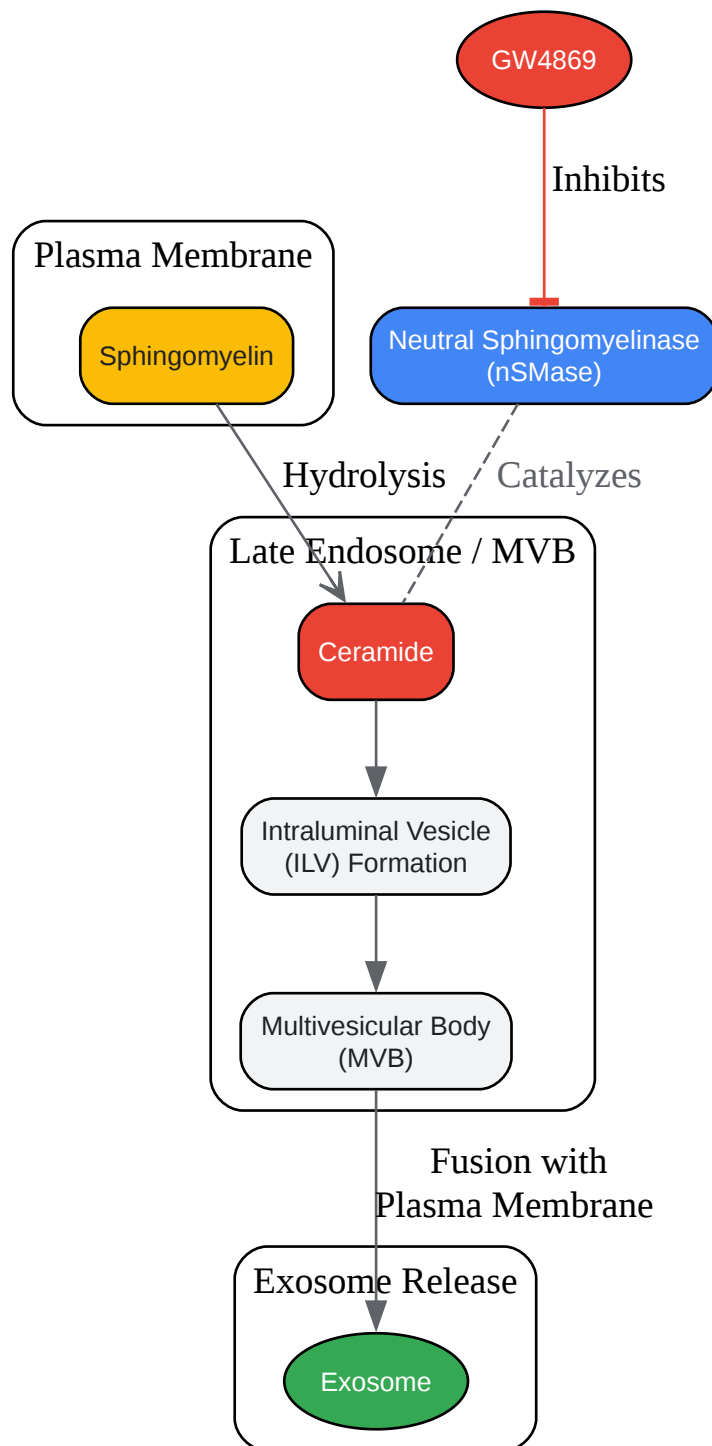 GW4869
Inhibits
Plasma Membrane
Sphingomyelin
Neutral Sphingomyelinase
(nSMase)
Hydrolysis
Catalyzes
Late Endosome / MVB
Ceramide
Intraluminal Vesicle
(ILV) Formation
Multivesicular Body
(MVB)
Fusion with
Plasma Membrane
Exosome Release
Exosome